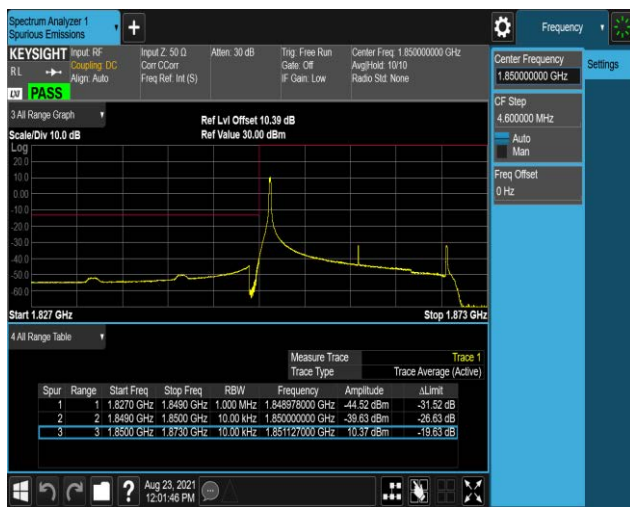 Spectrum Analyzer 1
Spurious Emissions
Frequency
KEYSIGHT
RL
Input: RF
Coupling: DC
Align: Auto
Input Z: 50 Ω
Corr CCorr
Freq Ref: Int (S)
Atten: 30 dB
Trig: Free Run
Gate: Off
IF Gain: Low
Center Freq: 1.850000000 GHz
Avg|Hold: 10/10
Radio Std: None
LXI PASS
Center Frequency
1.850000000 GHz
Settings
CF Step
4.600000 MHz
Auto
Man
Freq Offset
0 Hz
3 All Range Graph
Scale/Div 10.0 dB
Ref Lvl Offset 10.39 dB
Ref Value 30.00 dBm
Log
20.0
10.0
0.00
-10.0
-20.0
-30.0
-40.0
-50.0
-60.0
Start 1.827 GHz
Stop 1.873 GHz
4 All Range Table
Measure Trace Trace 1
Trace Type Trace Average (Active)
Spur Range Start Freq Stop Freq RBW Frequency Amplitude ΔLimit
1 1 1.8270 GHz 1.8490 GHz 1.000 MHz 1.848978000 GHz -44.52 dBm -31.52 dB
2 2 1.8490 GHz 1.8500 GHz 10.00 kHz 1.850000000 GHz -39.63 dBm -26.63 dB
3 3 1.8500 GHz 1.8730 GHz 10.00 kHz 1.851127000 GHz 10.37 dBm -19.63 dB
?
Aug 23, 2021
12:01:46 PM